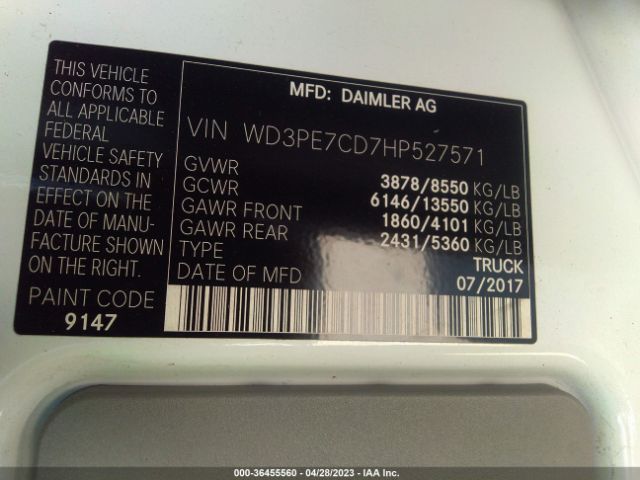 THIS VEHICLE
CONFORMS TO
ALL APPLICABLE
FEDERAL
VEHICLE SAFETY
STANDARDS IN
EFFECT ON THE
DATE OF MANU-
FACTURE SHOWN
ON THE RIGHT.
PAINT CODE
9147
MFD: DAIMLER AG
VIN WD3PE7CD7HP527571
GVWR 3878/8550 KG/LB
GCWR 6146/13550 KG/LB
GAWR FRONT 1860/4101 KG/LB
GAWR REAR 2431/5360 KG/LB
TYPE TRUCK
DATE OF MFD 07/2017
000-36455560 | 04/28/2023 | IAA Inc.